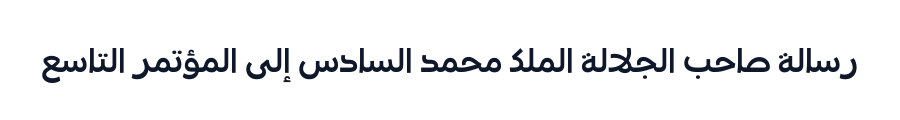 رسالة صاحب الجلالة الملك محمد السادس إلى المؤتمر التاسع